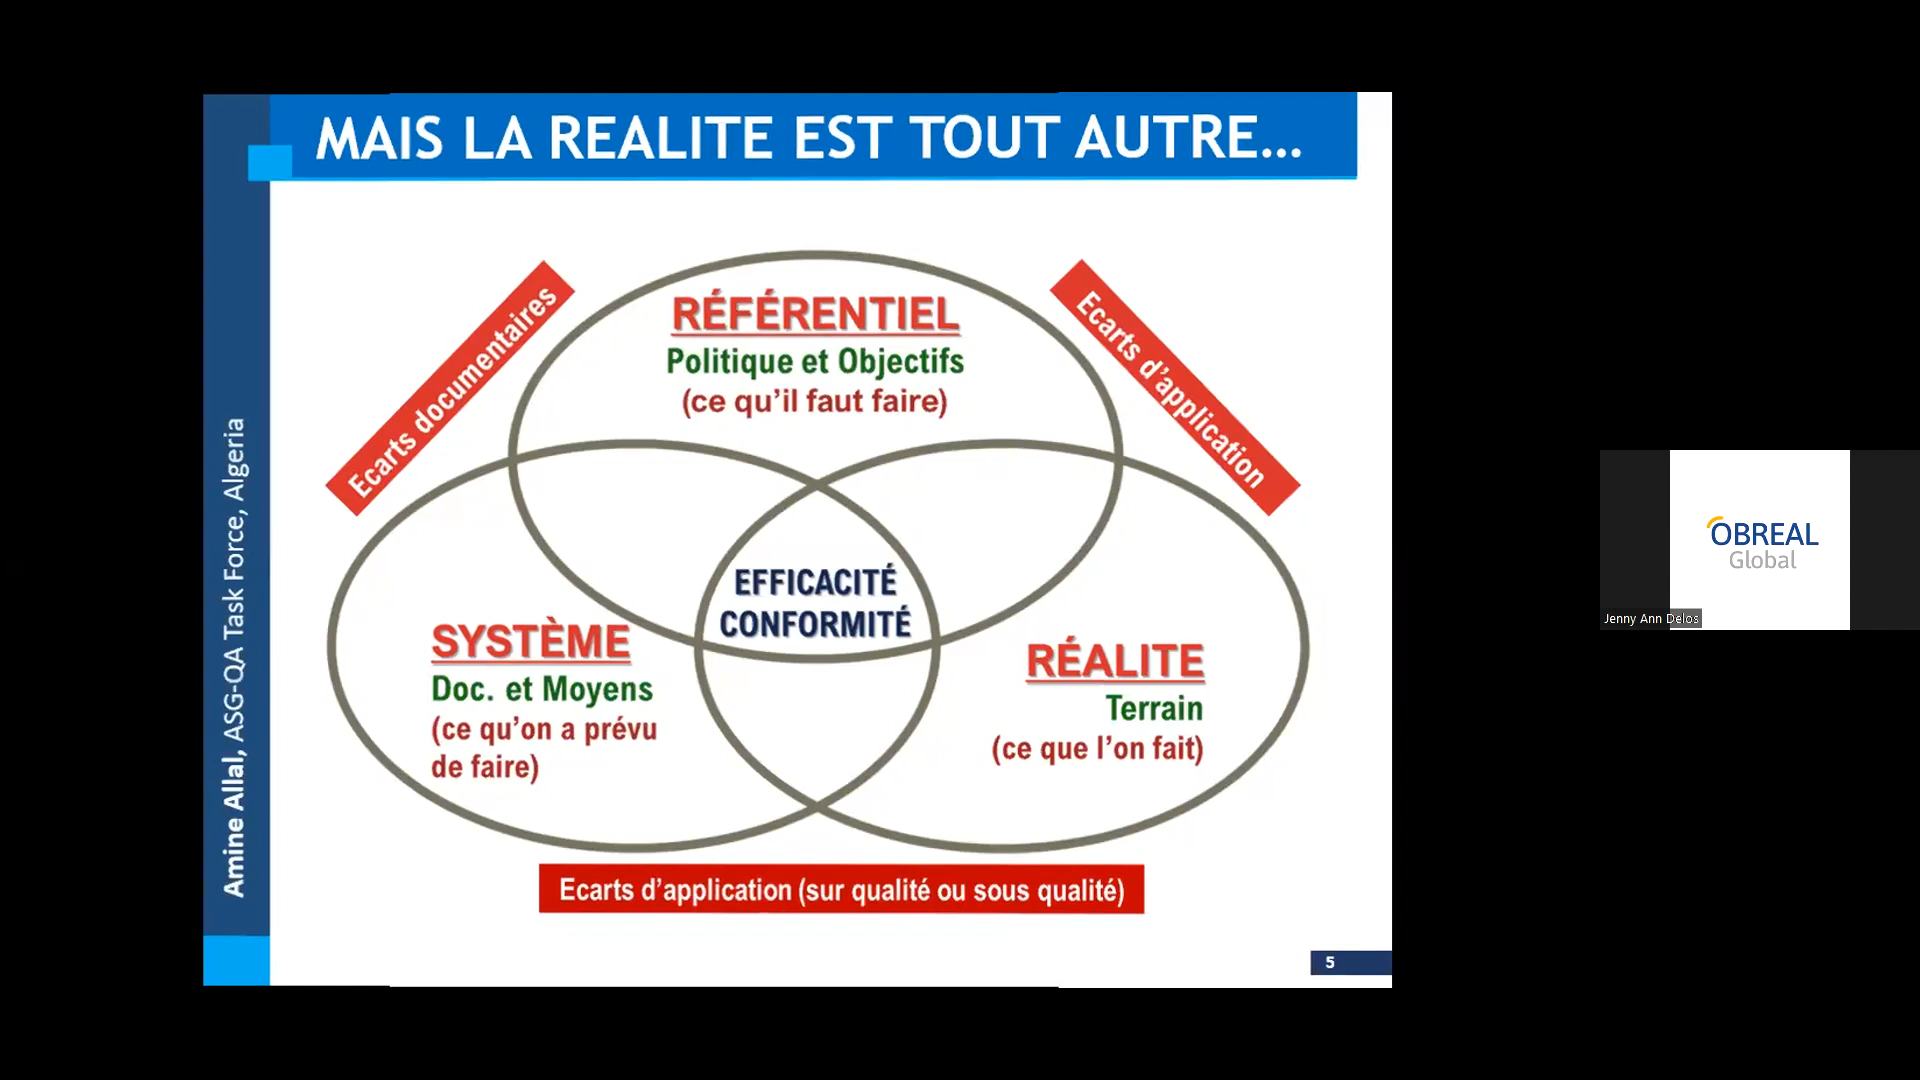 MAIS LA REALITE EST TOUT AUTRE...
Amine Allal, ASG-QA Task Force, Algeria
Ecarts documentaires
Ecarts d'application
RÉFÉRENTIEL
Politique et Objectifs
(ce qu'il faut faire)
EFFICACITÉ
CONFORMITÉ
SYSTÈME
Doc. et Moyens
(ce qu'on a prévu
de faire)
RÉALITE
Terrain
(ce que l'on fait)
Ecarts d'application (sur qualité ou sous qualité)
5
OBREAL
Global
Jenny Ann Delos